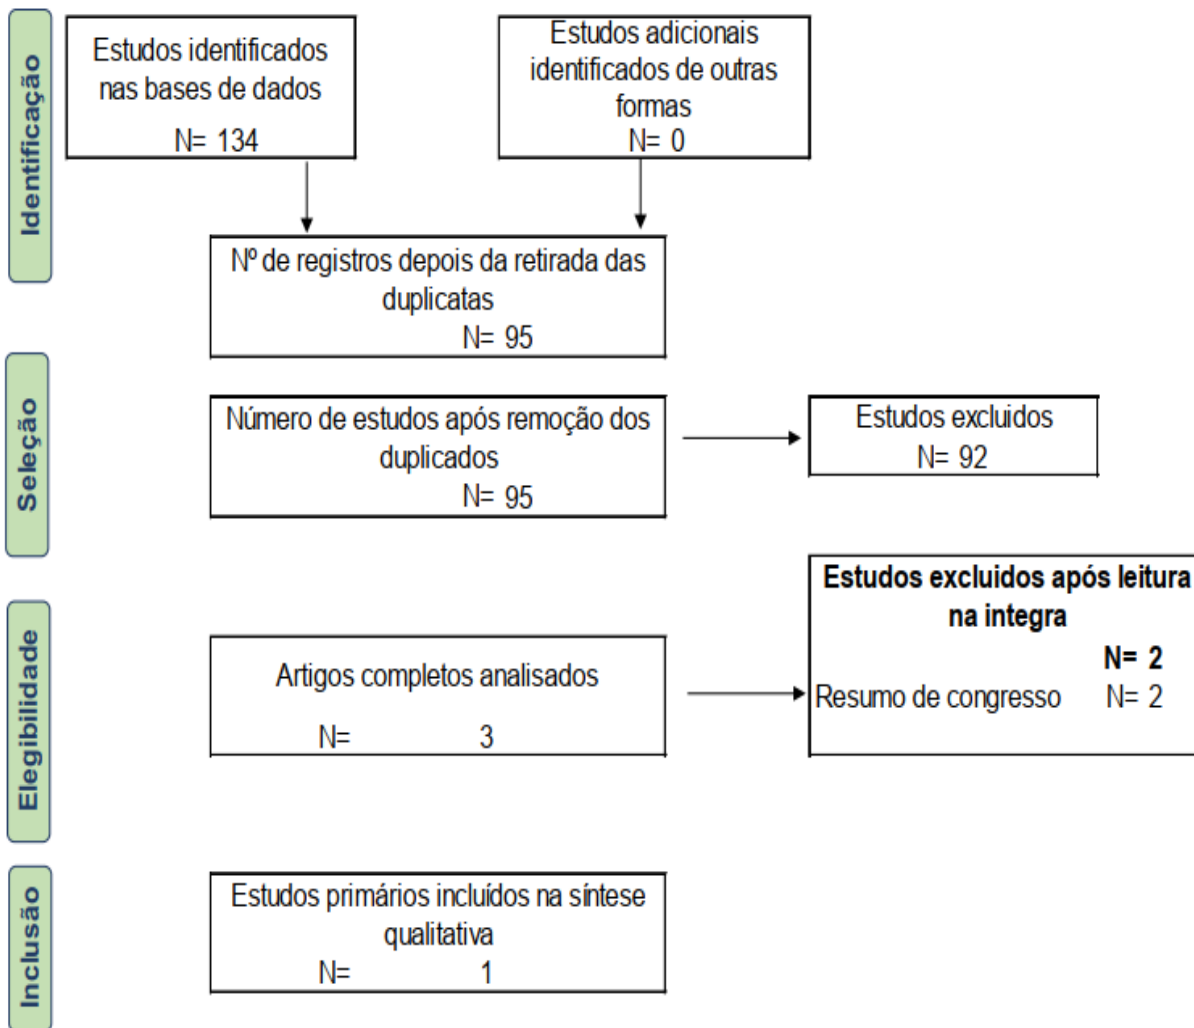 Identificação
Estudos identificados
nas bases de dados
N= 134
Estudos adicionais
identificados de outras
formas
N= 0
Nº de registros depois da retirada das
duplicatas
N= 95
Seleção
Número de estudos após remoção dos
duplicados
N= 95
Estudos excluidos
N= 92
Elegibilidade
Artigos completos analisados
N= 3
Estudos excluidos após leitura
na integra
N= 2
Resumo de congresso N= 2
Inclusão
Estudos primários incluídos na síntese
qualitativa
N= 1